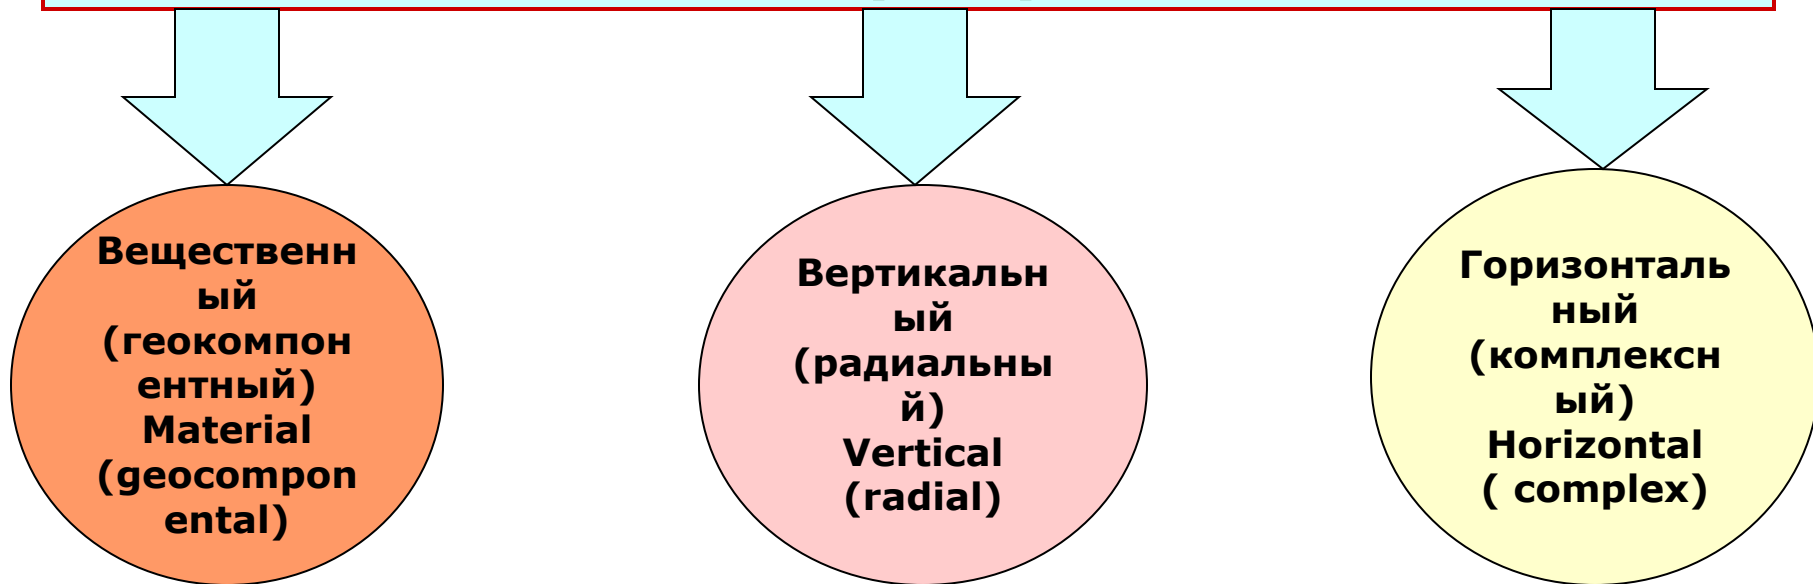 Вещественн
ый
(геокомпон
ентный)
Material
(geocompon
ental)
Вертикальн
ый
(радиальны
й)
Vertical
(radial)
Горизонталь
ный
(комплексн
ый)
Horizontal
( complex)